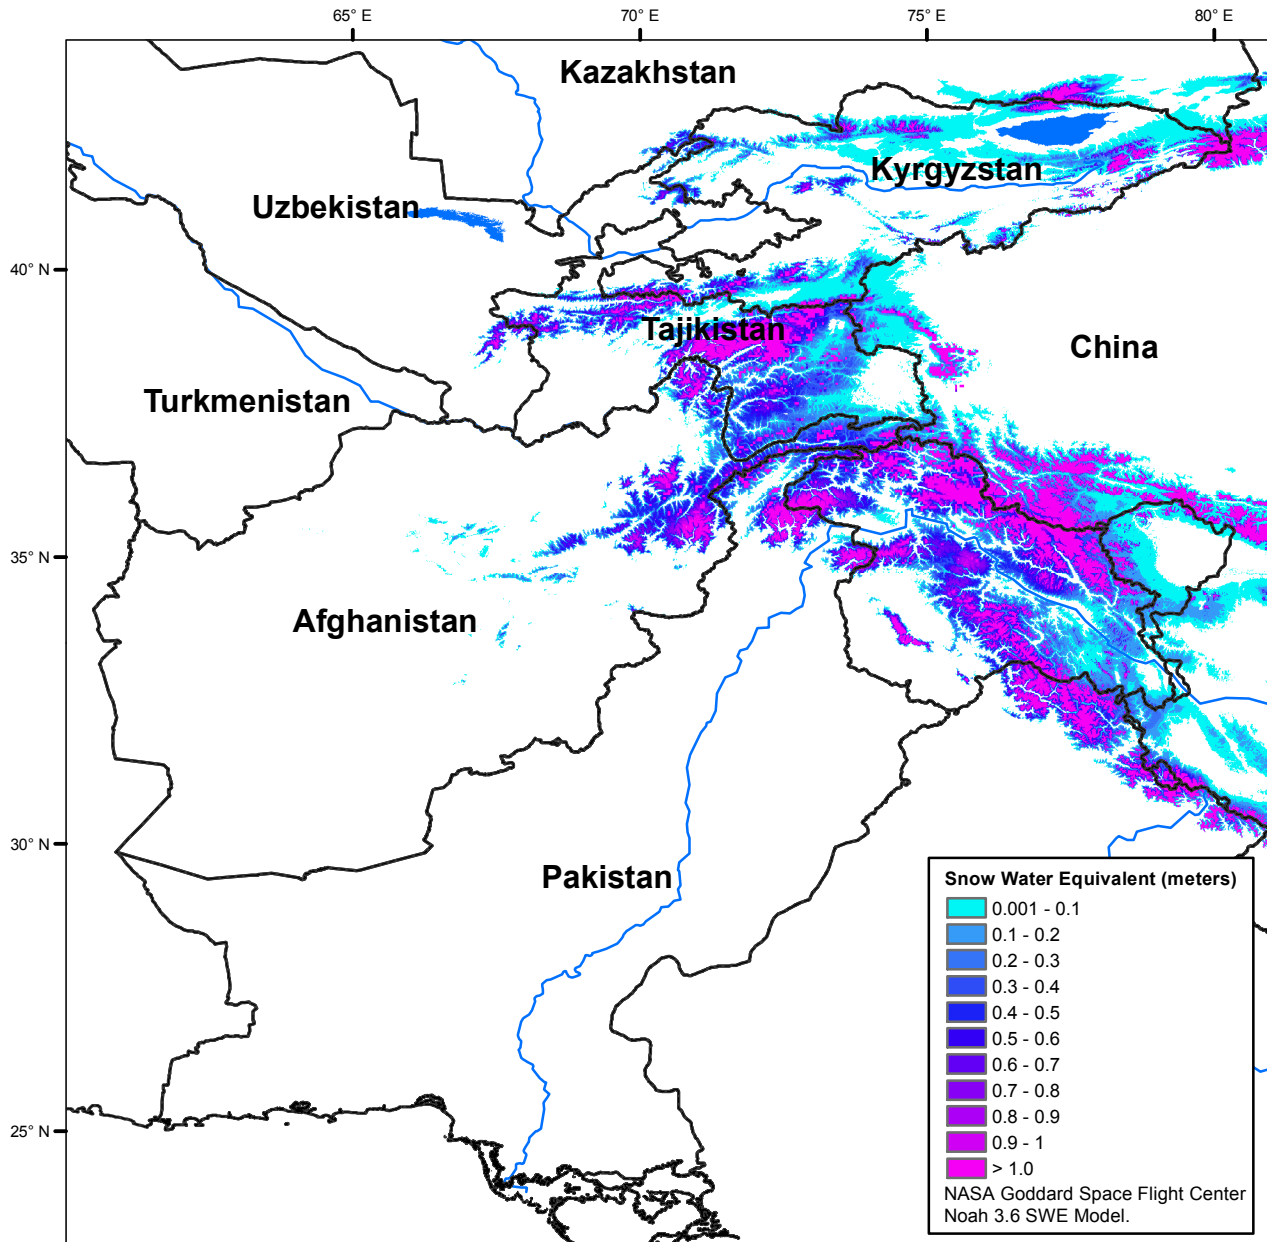 65° E
70° E
75° E
80° E
Kazakhstan
Kyrgyzstan
Uzbekistan
40° N
Tajikistan
China
Turkmenistan
35° N
Afghanistan
30° N
Pakistan
25° N
Snow Water Equivalent (meters)
0.001 - 0.1
0.1 - 0.2
0.2 - 0.3
0.3 - 0.4
0.4 - 0.5
0.5 - 0.6
0.6 - 0.7
0.7 - 0.8
0.8 - 0.9
0.9 - 1
> 1.0
NASA Goddard Space Flight Center
Noah 3.6 SWE Model.